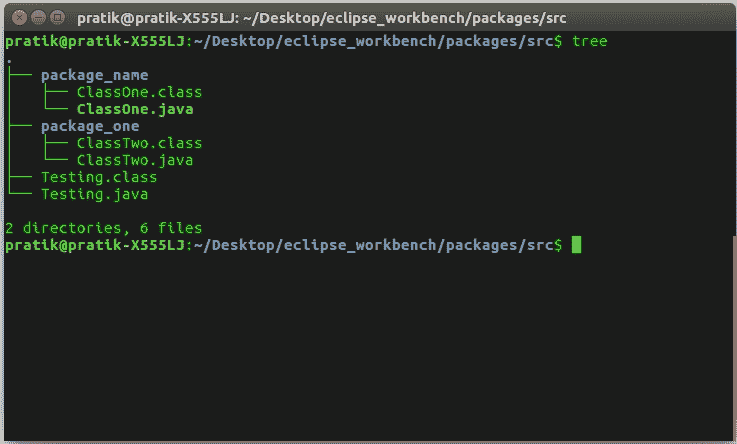 pratik@pratik-X555LJ: ~/Desktop/eclipse_workbench/packages/src
pratik@pratik-X555LJ:~/Desktop/eclipse_workbench/packages/src$ tree
.
├── package_name
│   ├── ClassOne.class
│   └── ClassOne.java
├── package_one
│   ├── ClassTwo.class
│   └── ClassTwo.java
├── Testing.class
└── Testing.java
2 directories, 6 files
pratik@pratik-X555LJ:~/Desktop/eclipse_workbench/packages/src$